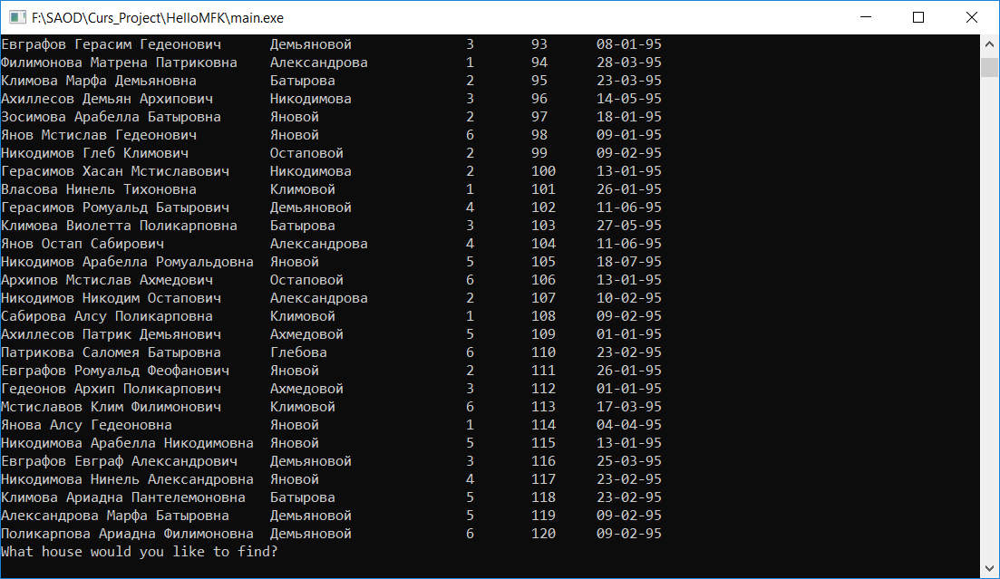 F:\SAOD\Curs_Project\HelloMFK\main.exe
Евграфов Герасим Гедеонович Демьяновой 3 93 08-01-95
Филимонова Матрена Патриковна Александрова 1 94 28-03-95
Климова Марфа Демьяновна Батырова 2 95 23-03-95
Ахиллесов Демьян Архипович Никодимова 3 96 14-05-95
Зосимова Арабелла Батыровна Яновой 2 97 18-01-95
Янов Мстислав Гедеонович Яновой 6 98 09-01-95
Никодимов Глеб Климович Остаповой 2 99 09-02-95
Герасимов Хасан Мстиславович Никодимова 2 100 13-01-95
Власова Нинель Тихоновна Климовой 1 101 26-01-95
Герасимов Ромуальд Батырович Демьяновой 4 102 11-06-95
Климова Виолетта Поликарповна Батырова 3 103 27-05-95
Янов Остап Сабирович Александрова 4 104 11-06-95
Никодимов Арабелла Ромуальдовна Яновой 5 105 18-07-95
Архипов Мстислав Ахмедович Остаповой 6 106 13-01-95
Никодимов Никодим Остапович Александрова 2 107 10-02-95
Сабирова Алсу Поликарповна Климовой 1 108 09-02-95
Ахиллесов Патрик Демьянович Ахмедовой 5 109 01-01-95
Патрикова Саломея Батыровна Глебова 6 110 23-02-95
Евграфов Ромуальд Феофанович Яновой 2 111 26-01-95
Гедеонов Архип Поликарпович Ахмедовой 3 112 01-01-95
Мстиславов Клим Филимонович Климовой 6 113 17-03-95
Янова Алсу Гедеоновна Яновой 1 114 04-04-95
Никодимова Арабелла Никодимовна Яновой 5 115 13-01-95
Евграфов Евграф Александрович Демьяновой 3 116 25-03-95
Никодимова Нинель Александровна Яновой 4 117 23-02-95
Климова Ариадна Пантелемоновна Батырова 5 118 23-02-95
Александрова Марфа Батыровна Демьяновой 5 119 09-02-95
Поликарпова Ариадна Филимоновна Демьяновой 6 120 09-02-95
What house would you like to find?